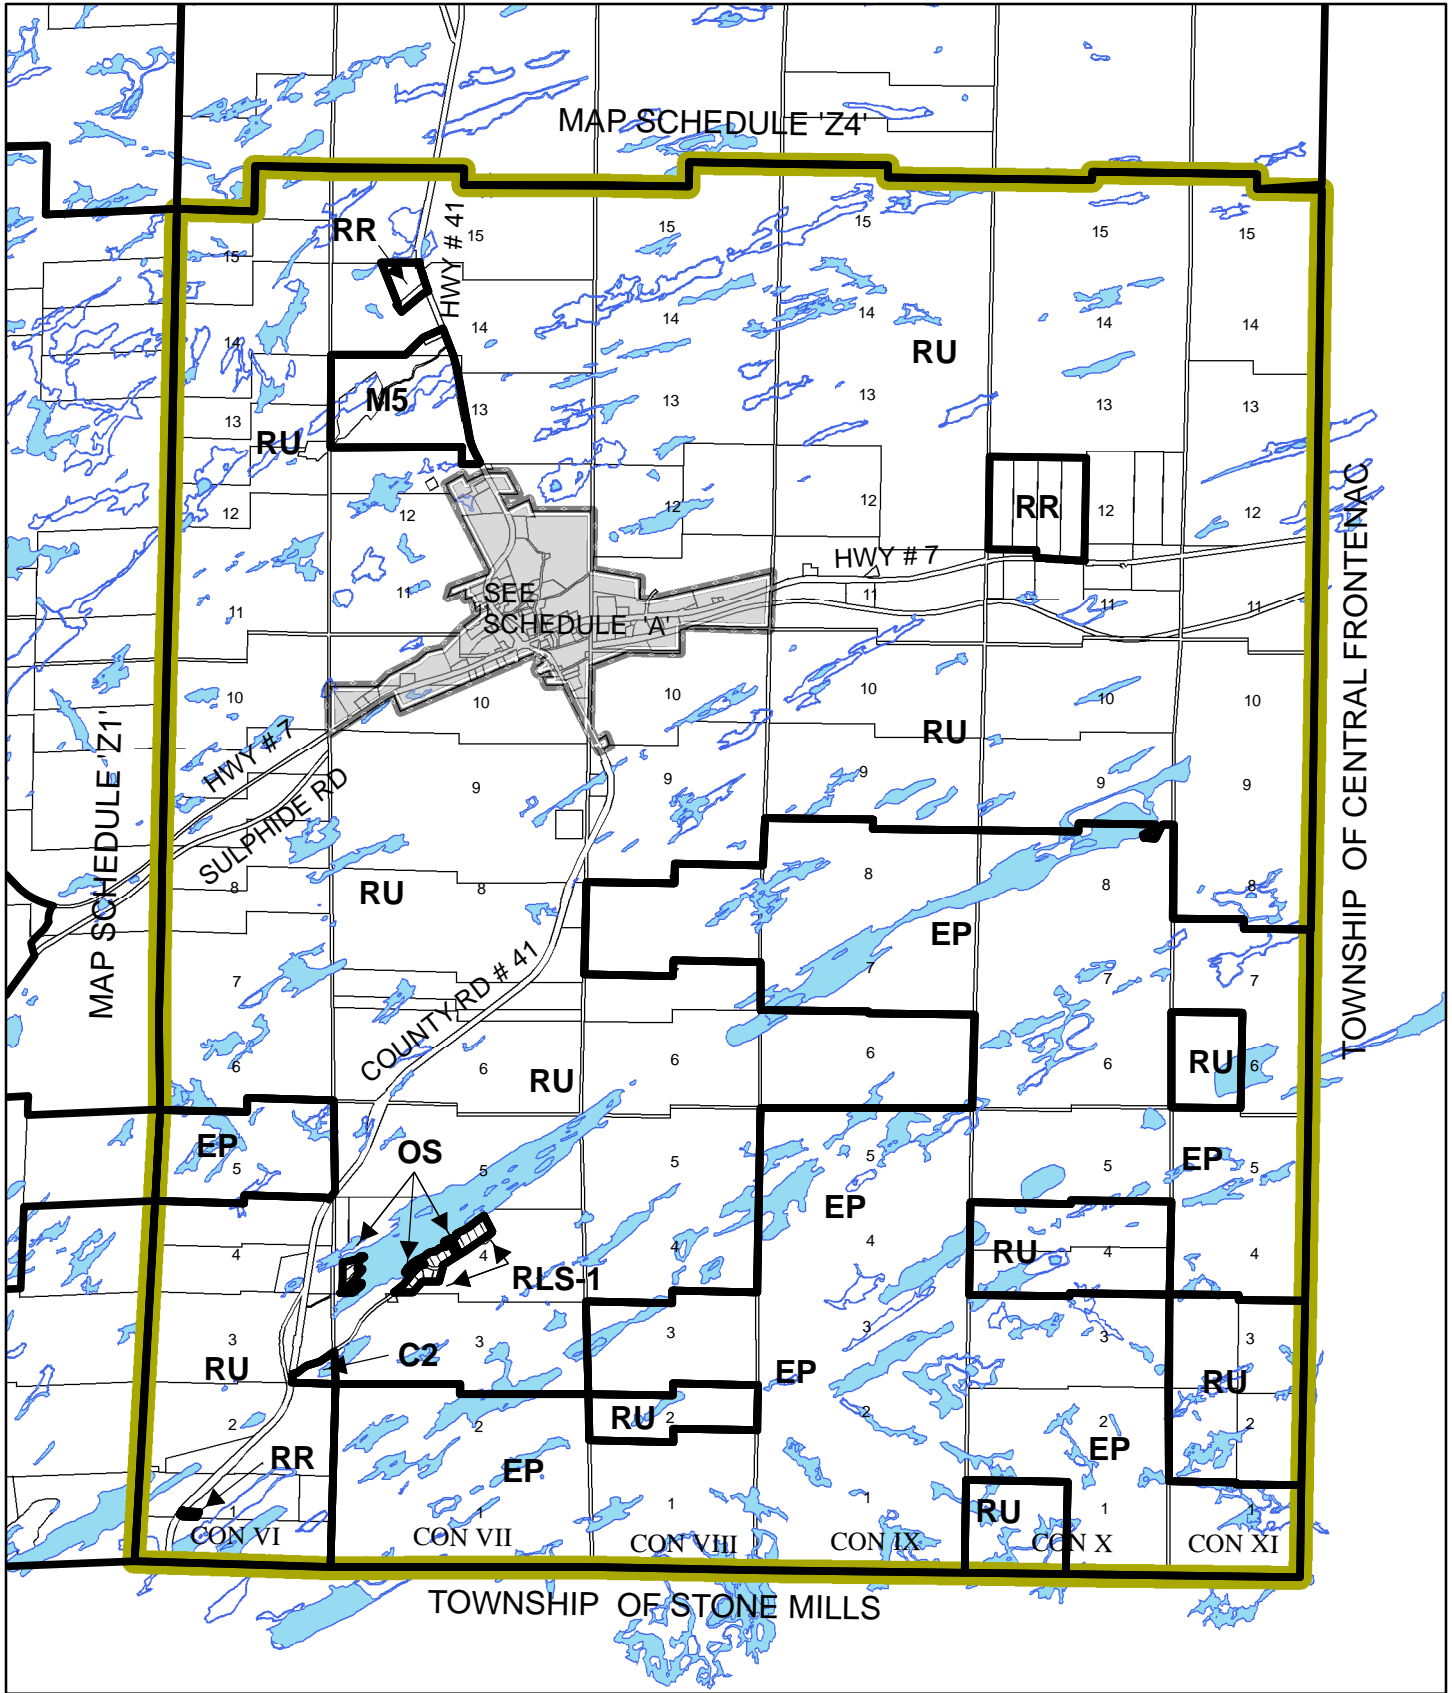 MAP SCHEDULE 'Z4'
RR
HWY # 41
15
15
15
15
15
15
14
14
14
14
14
14
RU
M5
13
13
13
13
13
13
RU
12
12
12
12
RR
12
12
HWY # 7
11
11
SEE
SCHEDULE 'A'
11
11
11
10
10
10
10
10
10
RU
HWY # 7
SULPHIDE RD
MAP SCHEDULE 'Z1'
TOWNSHIP OF CENTRAL FRONTENAC
9
9
9
9
9
8
RU
8
8
8
8
EP
COUNTY RD # 41
7
7
7
7
6
6
RU
6
6
6
RU
6
EP
5
OS
5
5
5
5
EP
5
EP
4
4
4
4
RU
4
4
RLS-1
3
3
3
3
3
3
RU
C2
EP
RU
2
2
RU
2
2
2
2
RR
EP
EP
1
1
1
1
RU
1
1
CON VI
CON VII
CON VIII
CON IX
CON X
CON XI
TOWNSHIP OF STONE MILLS